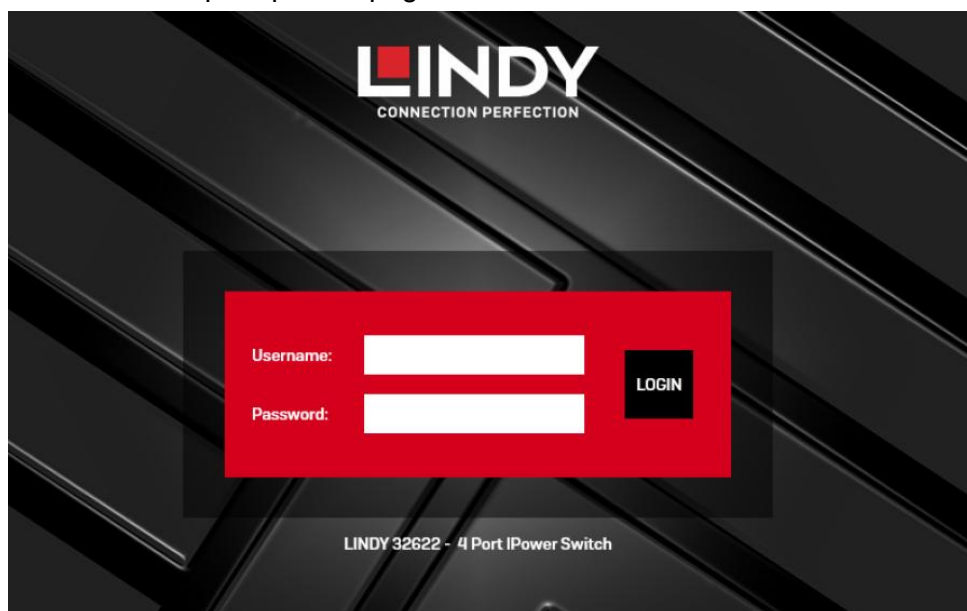 LINDY
CONNECTION PERFECTION
Username:
LOGIN
Password:
LINDY 32622 - 4 Port IPower Switch